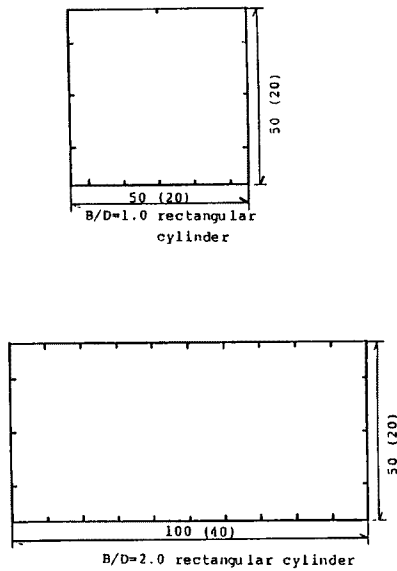 50 (20)
50 (20)
B/D=1.0 rectangular
cylinder
50 (20)
100 (40)
B/D=2.0 rectangular cylinder